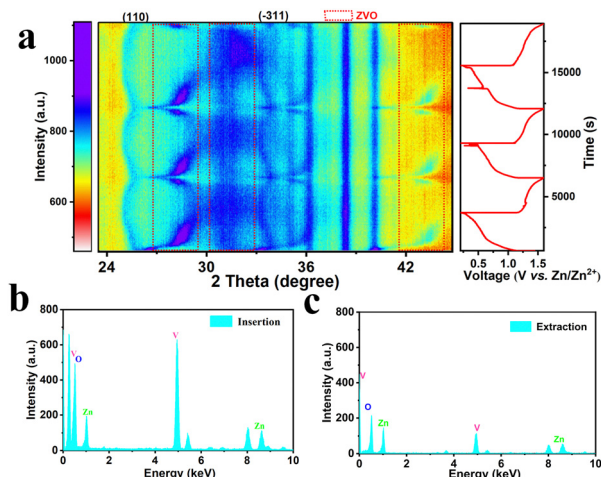 a
(110)
(-311)
ZVO
Intensity (a.u.)
1000
800
600
24
30
36
42
2 Theta (degree)
15000
10000
5000
Time (s)
0.5
1.0
1.5
Voltage (V vs. Zn/Zn²⁺)
b
Insertion
Intensity (a.u.)
800
600
400
200
0
V
O
Zn
V
Zn
0 2 4 6 8 10
Energy (keV)
c
Extraction
Intensity (a.u.)
800
600
400
200
0
V
O
Zn
V
Zn
0 2 4 6 8 10
Energy (keV)